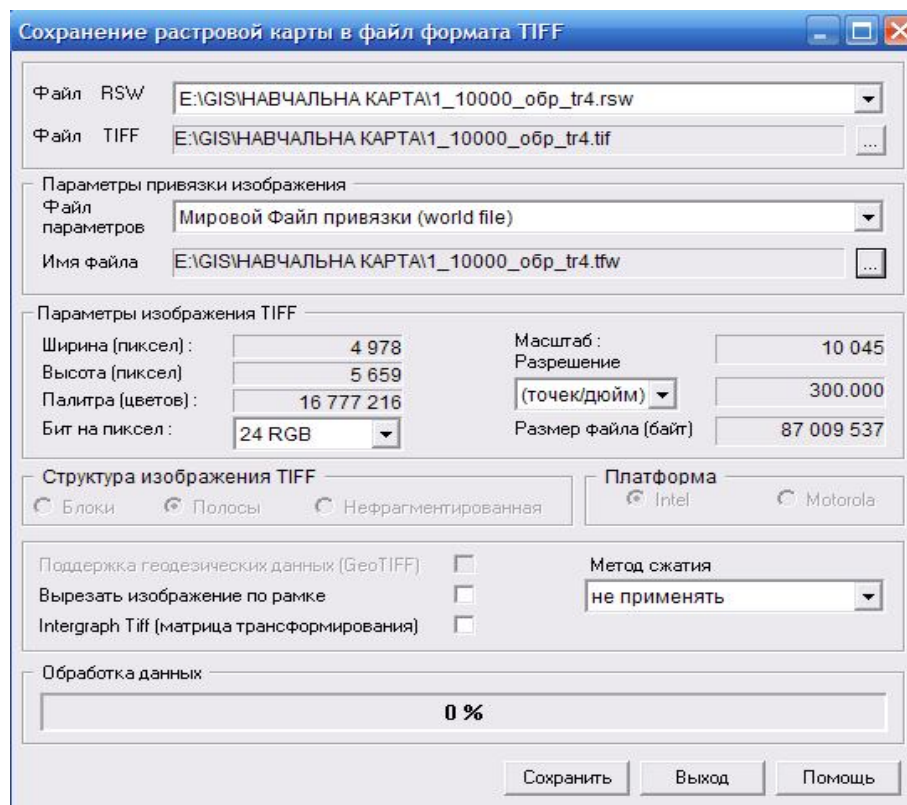 Сохранение растровой карты в файл формата TIFF
Файл RSW E:\GIS\НАВЧАЛЬНА КАРТА\1_10000_обр_tr4.rsw
Файл TIFF E:\GIS\НАВЧАЛЬНА КАРТА\1_10000_обр_tr4.tif ...
Параметры привязки изображения
Файл параметров Мировой Файл привязки (world file)
Имя файла E:\GIS\НАВЧАЛЬНА КАРТА\1_10000_обр_tr4.tfw ...
Параметры изображения TIFF
Ширина (пиксел) : 4 978
Высота (пиксел) 5 659
Палитра (цветов) : 16 777 216
Бит на пиксел : 24 RGB
Масштаб : 10 045
Разрешение
(точек/дюйм) 300.000
Размер файла (байт) 87 009 537
Структура изображения TIFF
Блоки Полосы Нефрагментированная
Платформа
Intel Motorola
Поддержка геодезических данных (GeoTIFF)
Вырезать изображение по рамке
Intergraph Tiff (матрица трансформирования)
Метод сжатия
не применять
Обработка данных
0 %
Сохранить Выход Помощь